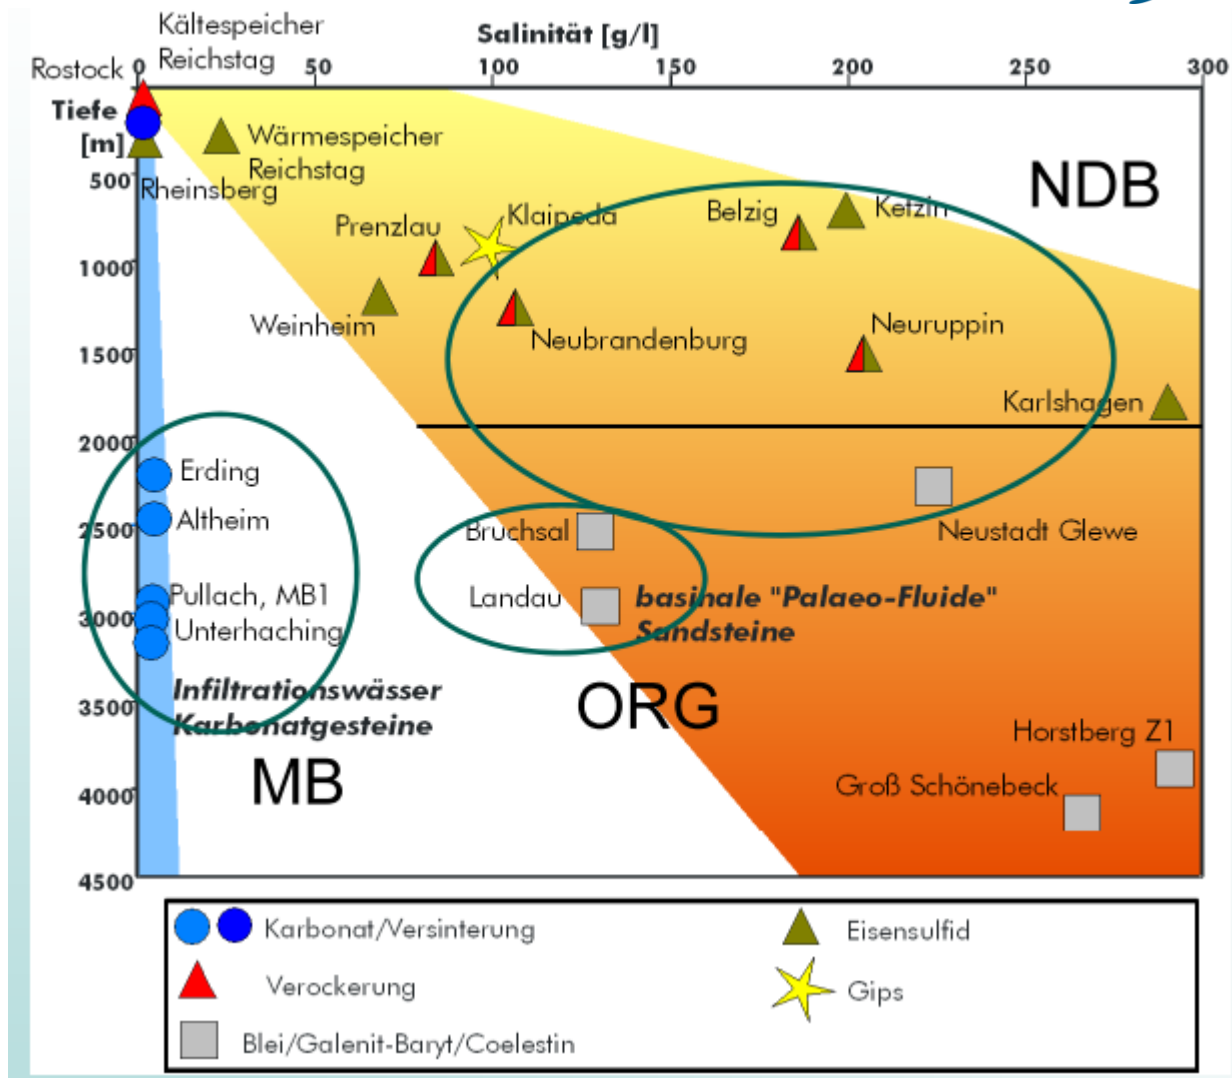 Kältespeicher
Reichstag
Salinität [g/l]
Rostock
0
50
100
150
200
250
300
Tiefe
[m]
500
1000
1500
2000
2500
3000
3500
4000
4500
Wärmespeicher
Reichstag
Rheinsberg
NDB
Prenzlau
Klaipeda
Belzig
Ketzin
Weinheim
Neubrandenburg
Neuruppin
Karlshagen
Erding
Altheim
Bruchsal
Neustadt Glewe
Pullach, MB1
Unterhaching
Landau
basinale "Palaeo-Fluide"
Sandsteine
Infiltrationswässer
Karbonatgesteine
ORG
MB
Horstberg Z1
Groß Schönebeck
Karbonat/Versinterung
Eisensulfid
Verockerung
Gips
Blei/Galenit-Baryt/Coelestin